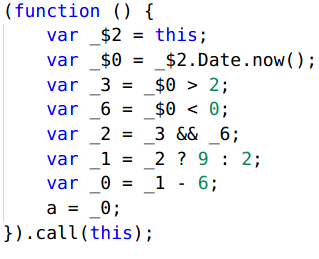 (function () {
    var _$2 = this;
    var _$0 = _$2.Date.now();
    var _3 = _$0 > 2;
    var _6 = _$0 < 0;
    var _2 = _3 && _6;
    var _1 = _2 ? 9 : 2;
    var _0 = _1 - 6;
    a = _0;
}).call(this);